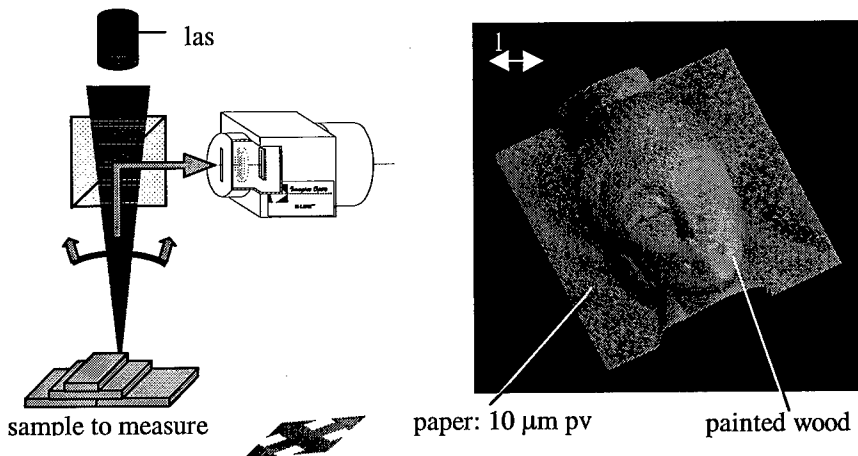 las
1
sample to measure
paper: 10 µm pv
painted wood